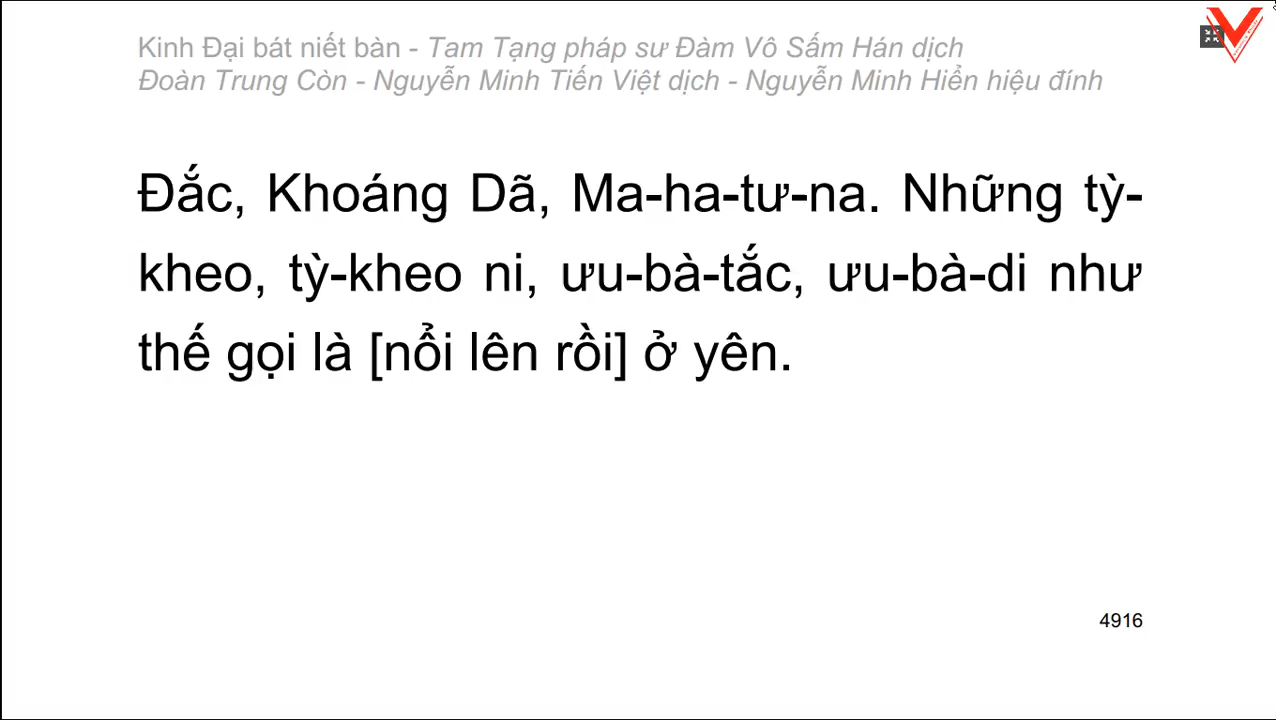 Kinh Đại bát niết bàn - Tam Tạng pháp sư Đàm Vô Sấm Hán dịch
Đoàn Trung Còn - Nguyễn Minh Tiến Việt dịch - Nguyễn Minh Hiển hiệu đính
Đắc, Khoáng Dã, Ma-ha-tư-na. Những tỳ-
kheo, tỳ-kheo ni, ưu-bà-tắc, ưu-bà-di như
thế gọi là [nổi lên rồi] ở yên.
4916